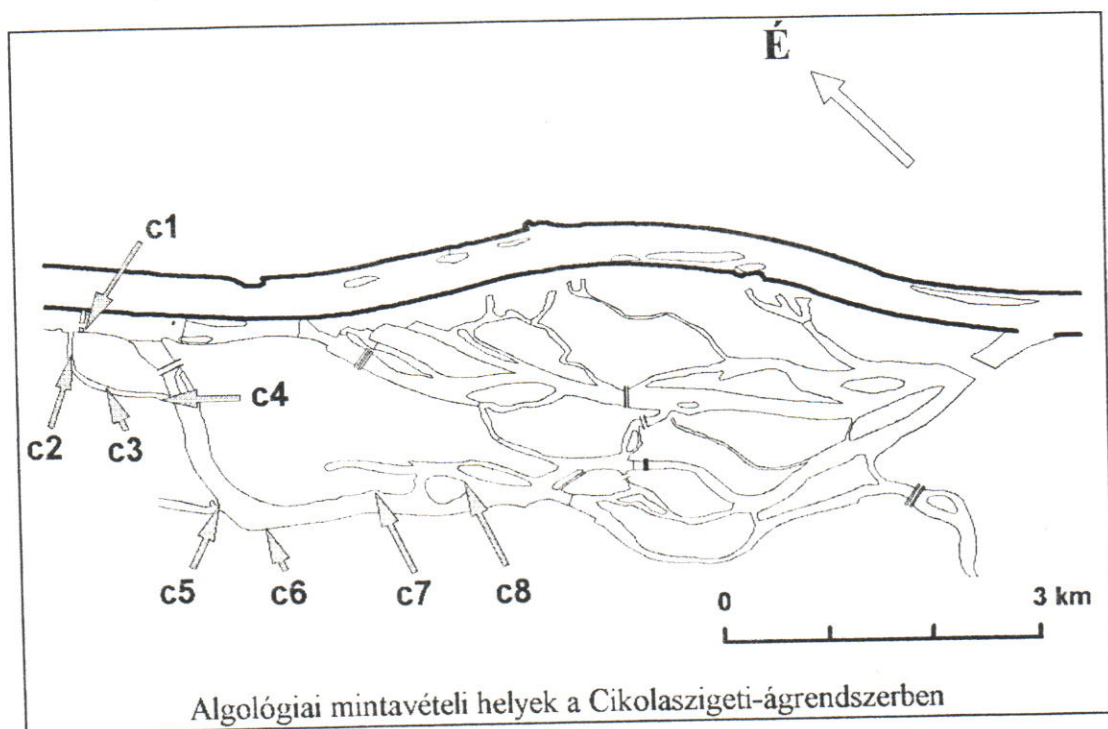 É
c1
c4
c2 c3
c5 c6 c7 c8
0 3 km
Algológiai mintavételi helyek a Cikolaszigeti-ágrendszerben